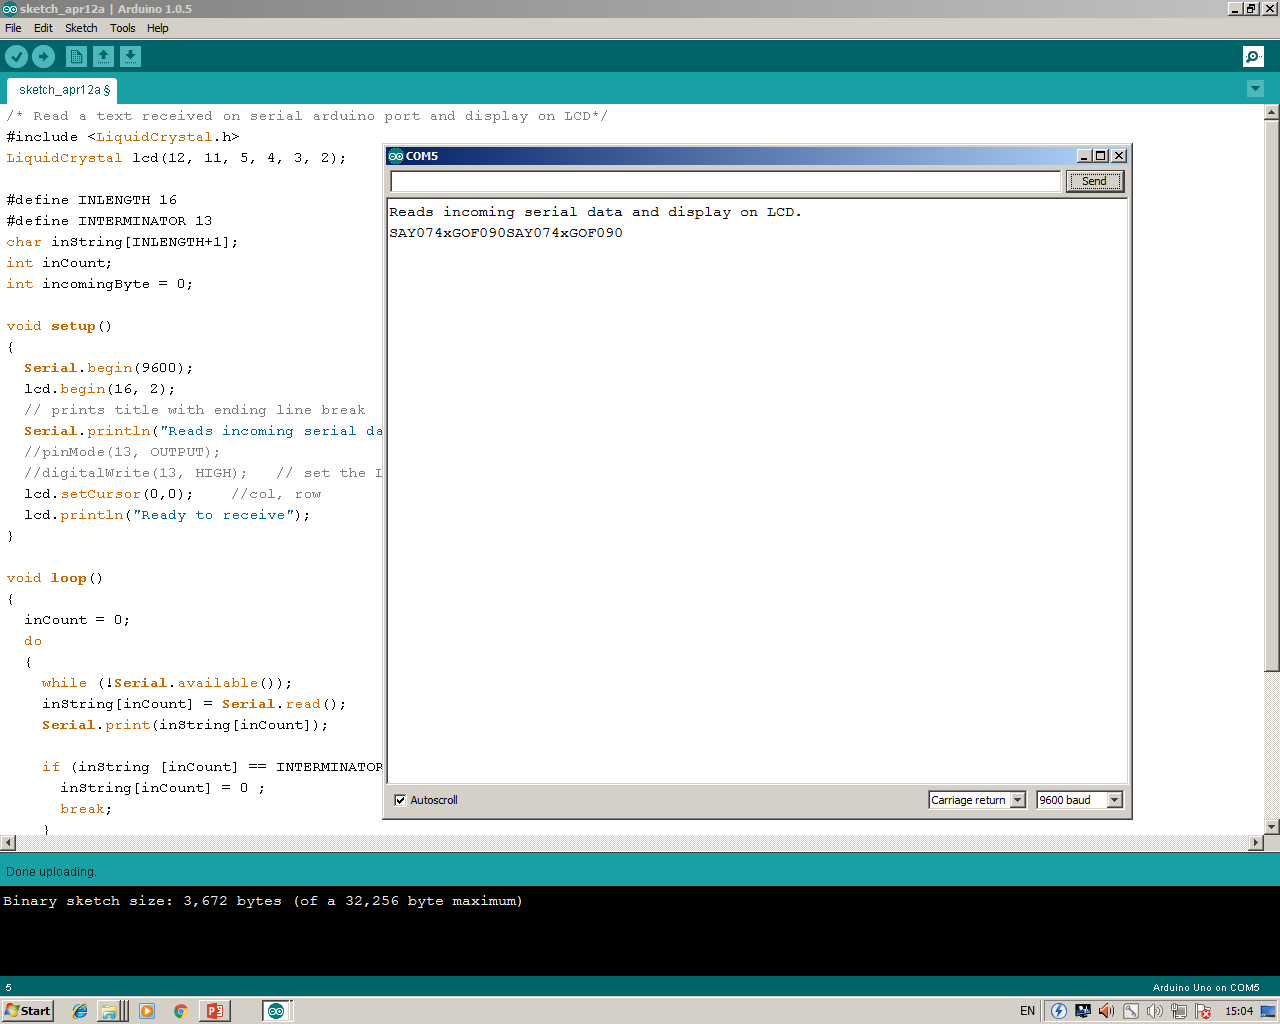 sketch_apr12a | Arduino 1.0.5
File Edit Sketch Tools Help
sketch_apr12a §
/* Read a text received on serial arduino port and display on LCD*/
#include <LiquidCrystal.h>
LiquidCrystal lcd(12, 11, 5, 4, 3, 2);
#define INLENGTH 16
#define INTERMINATOR 13
char inString[INLENGTH+1];
int inCount;
int incomingByte = 0;
void setup()
{
Serial.begin(9600);
lcd.begin(16, 2);
// prints title with ending line break
Serial.println("Reads incoming serial da
//pinMode(13, OUTPUT);
//digitalWrite(13, HIGH);   // set the L
lcd.setCursor(0,0);    //col, row
lcd.println("Ready to receive");
}
void loop()
{
inCount = 0;
do
{
while (!Serial.available());
inString[inCount] = Serial.read();
Serial.print(inString[inCount]);
if (inString [inCount] == INTERMINATOR
inString[inCount] = 0 ;
break;
}
COM5
Send
Reads incoming serial data and display on LCD.
SAY074xGOF090SAY074xGOF090
Autoscroll
Carriage return
9600 baud
Done uploading.
Binary sketch size: 3,672 bytes (of a 32,256 byte maximum)
5
Arduino Uno on COM5
Start
EN
15:04